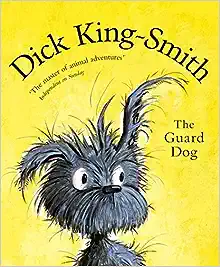 Dick King-Smith
'The master of animal adventures'
Independent on Sunday
The
Guard
Dog